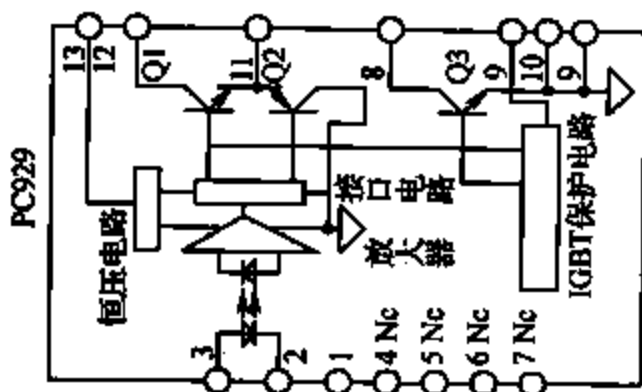 PC929
13
12
Q1
11
Q2
8
Q3
9
10
9
恒压电路
接口电路
放大器
IGBT保护电路
3
2
1
4 Nc
5 Nc
6 Nc
7 Nc